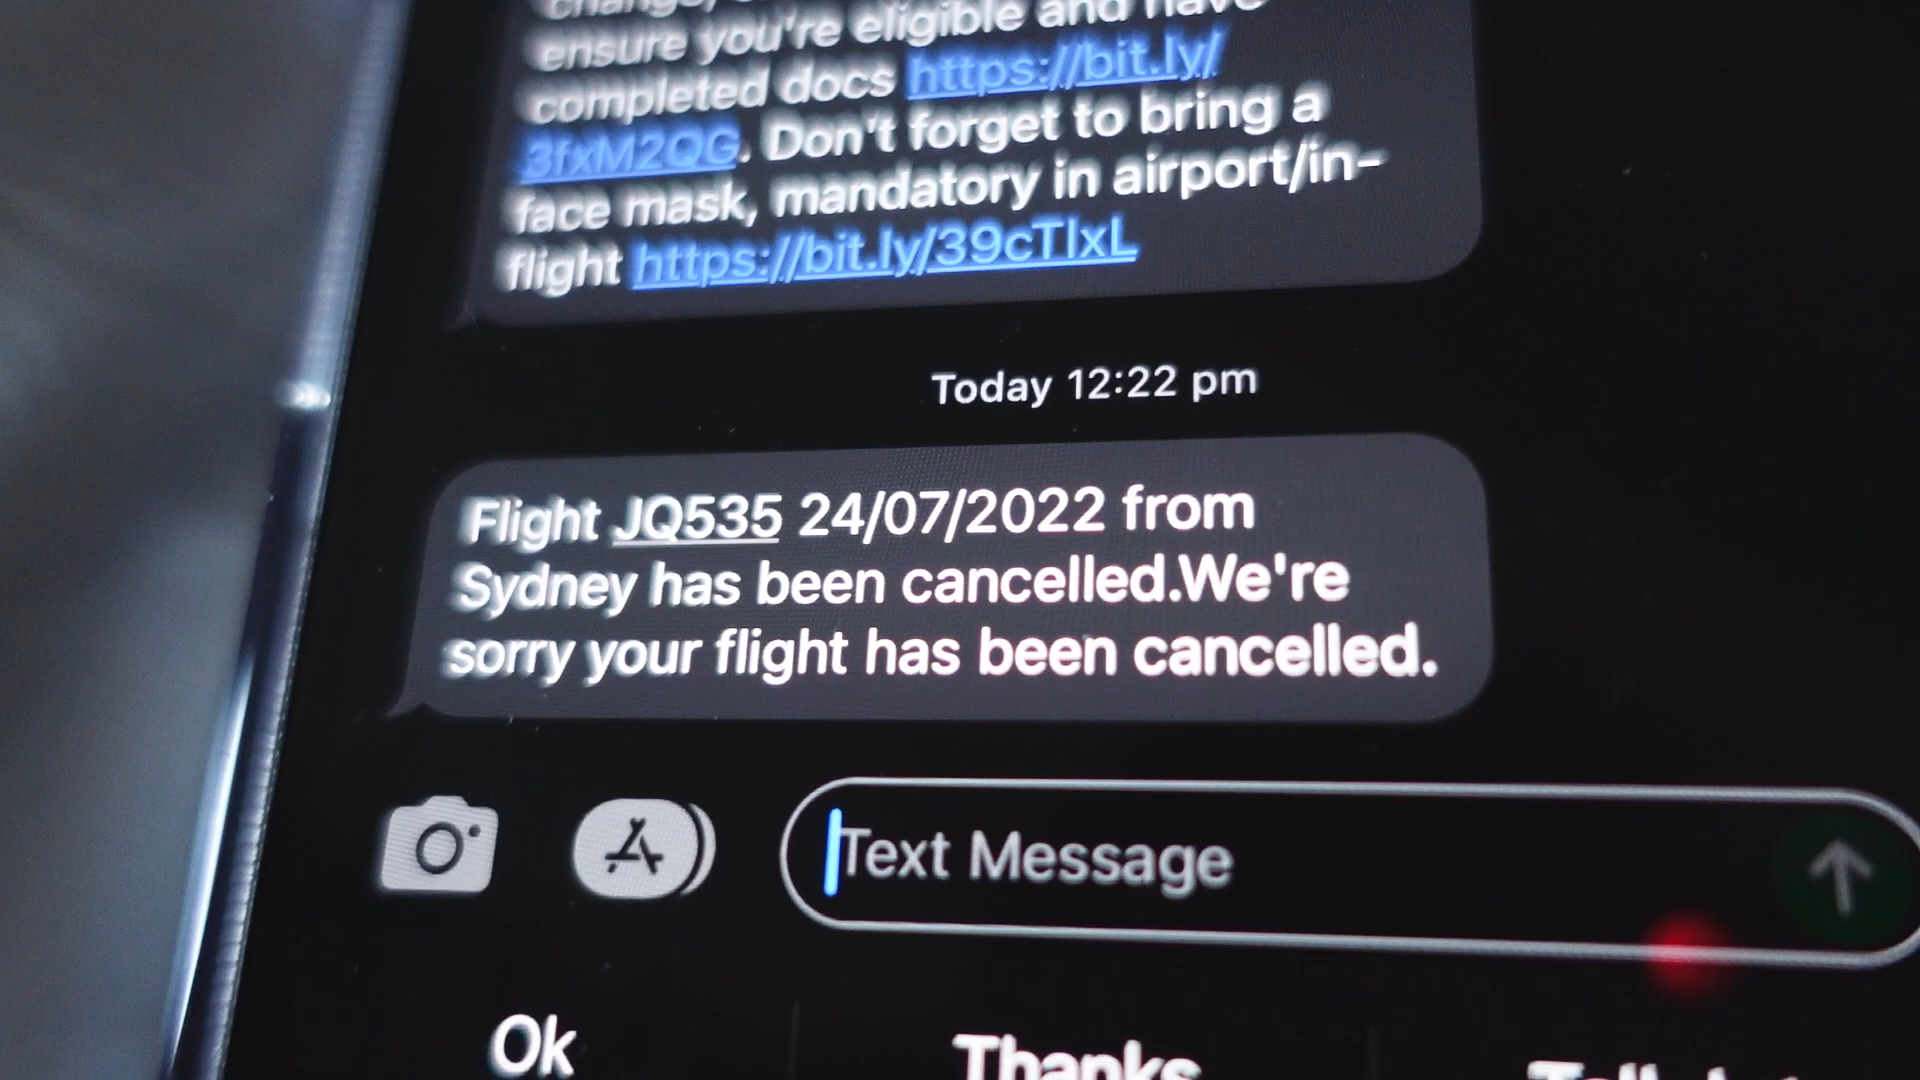 ensure you're eligible and have
completed docs https://bit.ly/
3fxM2QG. Don't forget to bring a
face mask, mandatory in airport/in-
flight https://bit.ly/39cTIxL
Today 12:22 pm
Flight JQ535 24/07/2022 from
Sydney has been cancelled.We're
sorry your flight has been cancelled.
Text Message
Ok
Thanks